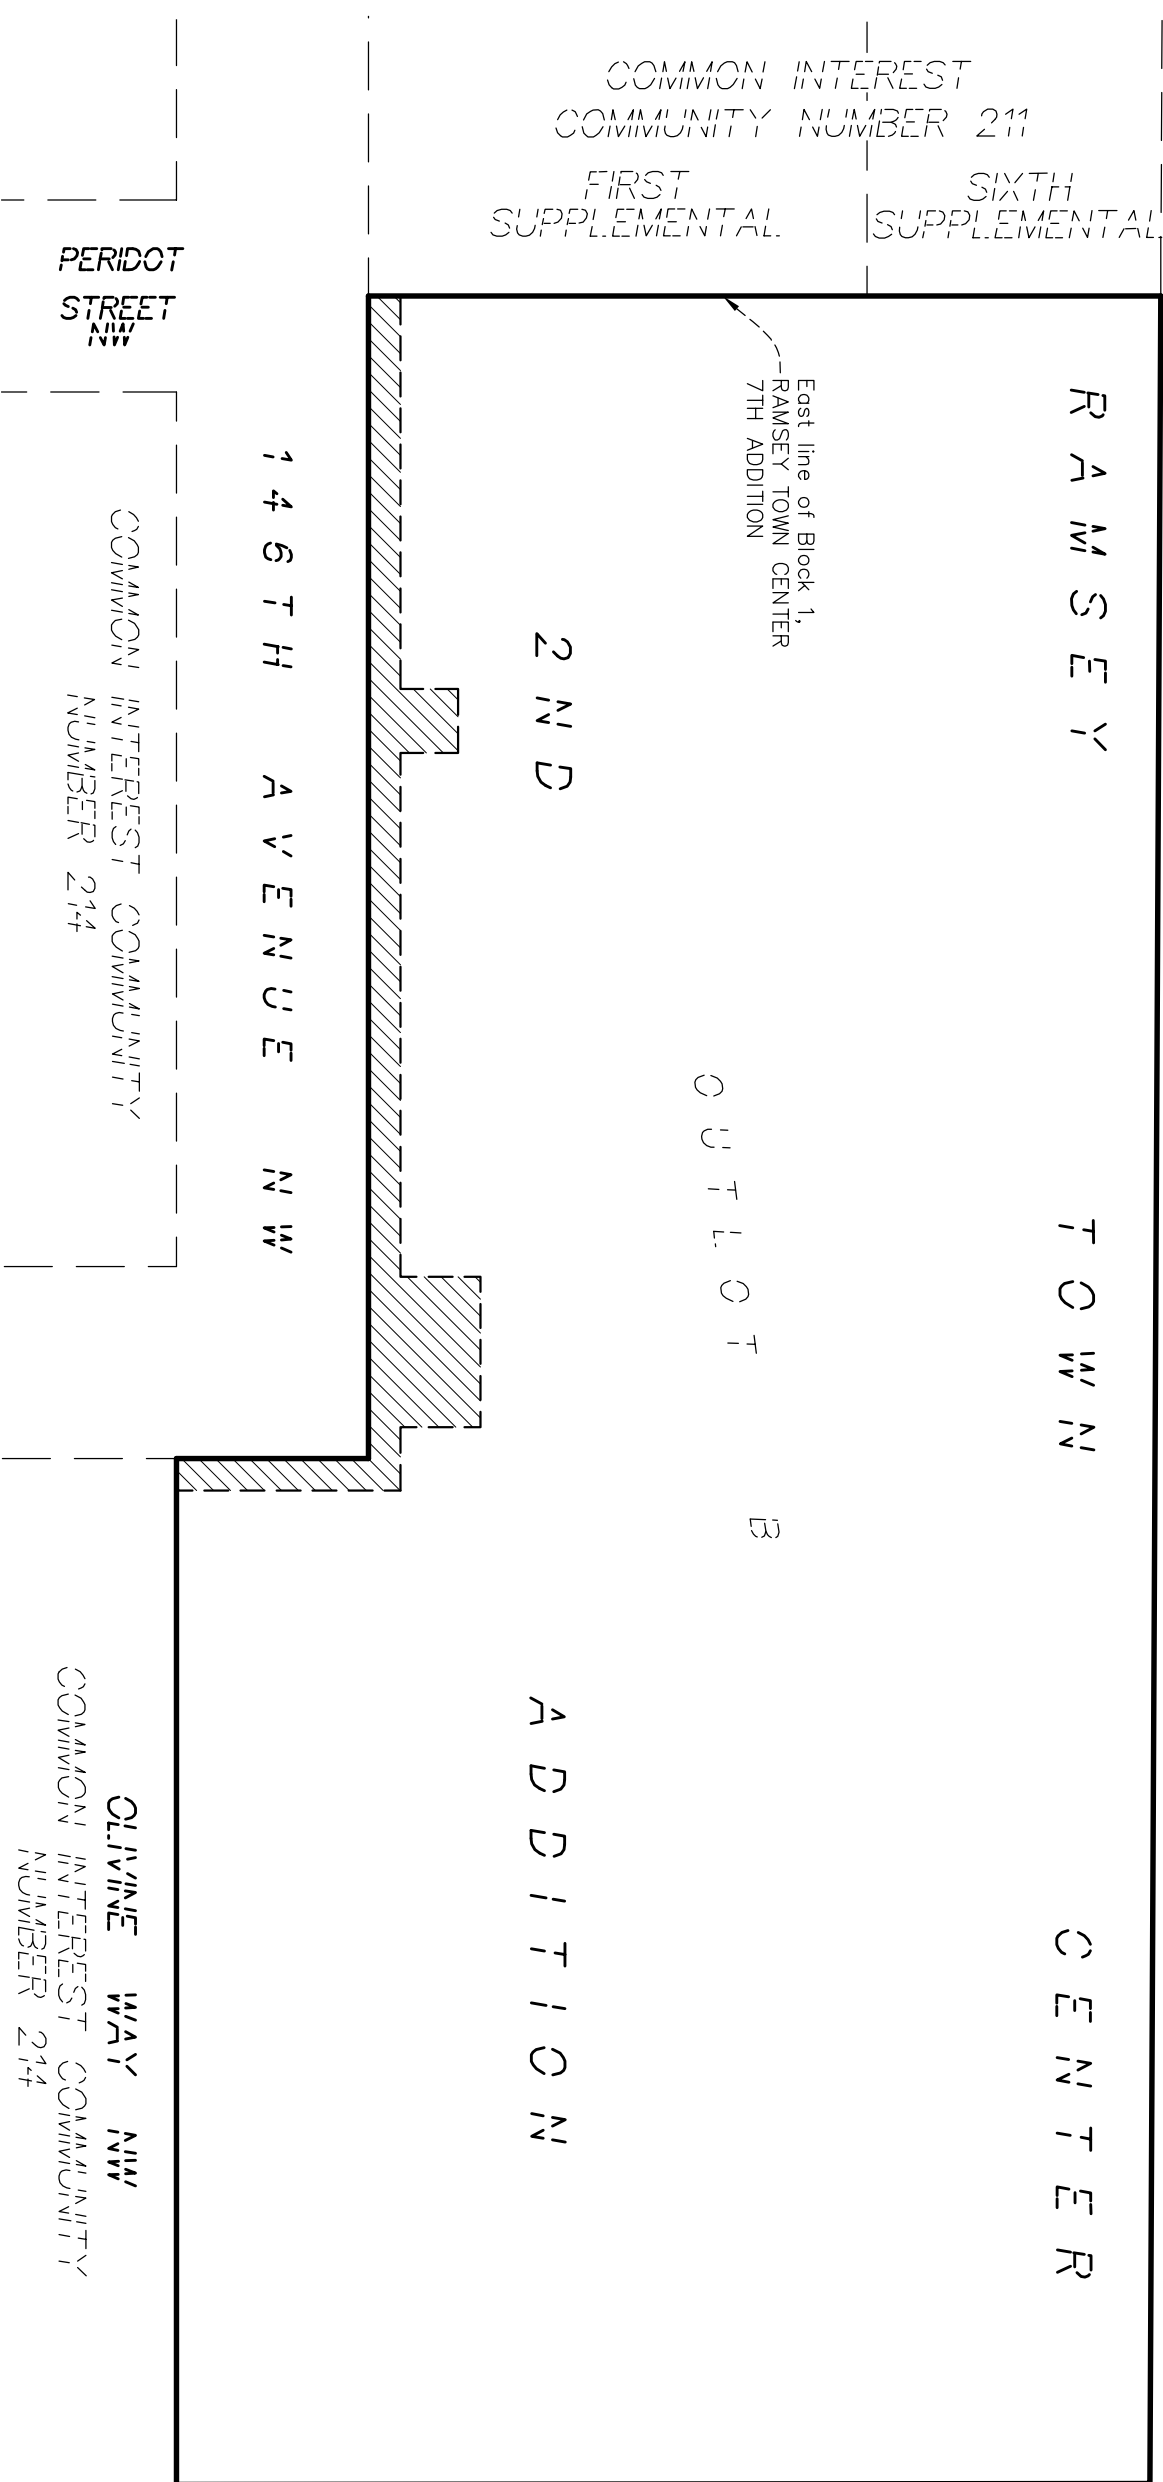 COMMON INTEREST
COMMUNITY NUMBER 211
FIRST
SUPPLEMENTAL
SIXTH
SUPPLEMENTAL
PERIDOT
STREET
NW
RAMSEY TOWN CENTER
East line of Block 1,
RAMSEY TOWN CENTER
7TH ADDITION
OUTLOT B
2ND ADDITION
146TH AVENUE NW
COMMON INTEREST COMMUNITY
NUMBER 214
OLIVINE WAY NW
COMMON INTEREST COMMUNITY
NUMBER 214